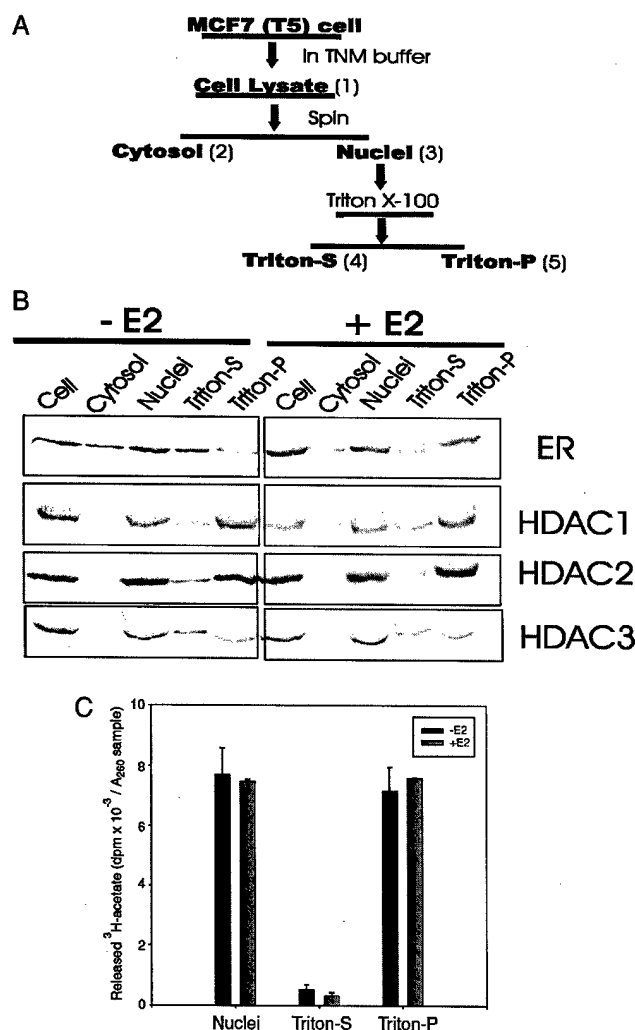 A
MCF7 (T5) cell
In TNM buffer
Cell Lysate (1)
Spin
Cytosol (2) Nuclei (3)
Triton X-100
Triton-S (4) Triton-P (5)
B
- E2 + E2
Cell Cytosol Nuclei Triton-S Triton-P Cell Cytosol Nuclei Triton-S Triton-P
ER
HDAC1
HDAC2
HDAC3
C
Released ³H-acetate (dpm x 10⁻³ / A₂₆₀ sample)
10
8
6
4
2
0
-E2
+E2
Nuclei Triton-S Triton-P